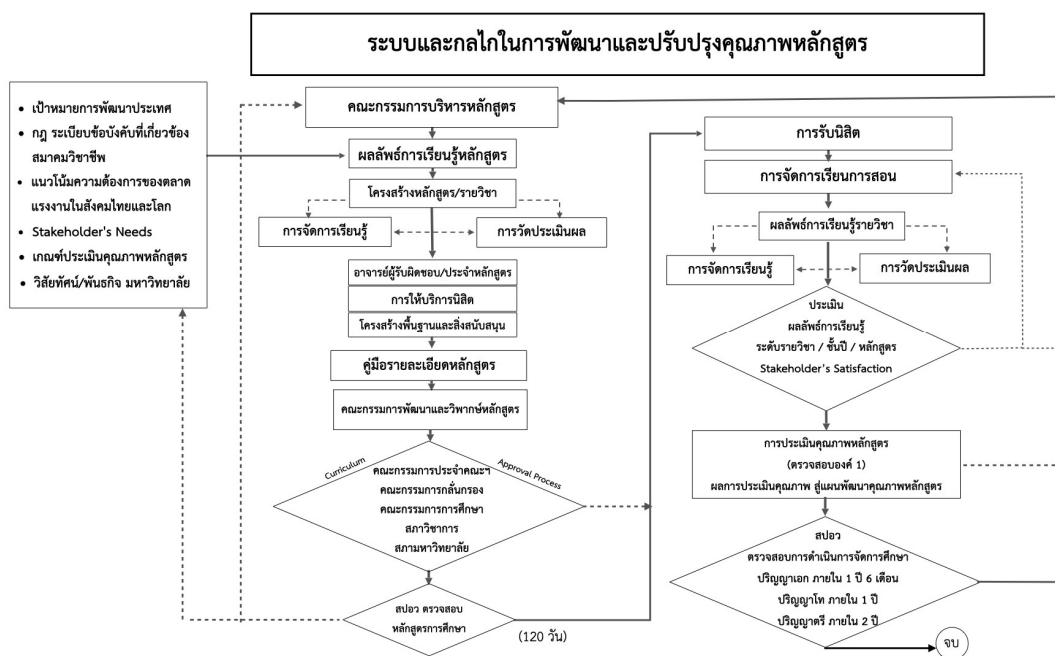 ระบบและกลไกในการพัฒนาและปรับปรุงคุณภาพหลักสูตร
• เป้าหมายการพัฒนาประเทศ
• กฎ ระเบียบข้อบังคับที่เกี่ยวข้อง
สมาคมวิชาชีพ
• แนวโน้มความต้องการของตลาด
แรงงานในสังคมไทยและโลก
• Stakeholder's Needs
• เกณฑ์ประเมินคุณภาพหลักสูตร
• วิสัยทัศน์/พันธกิจ มหาวิทยาลัย
คณะกรรมการบริหารหลักสูตร
ผลลัพธ์การเรียนรู้หลักสูตร
โครงสร้างหลักสูตร/รายวิชา
การจัดการเรียนรู้
การวัดประเมินผล
อาจารย์ผู้รับผิดชอบ/ประจำหลักสูตร
การให้บริการนิสิต
โครงสร้างพื้นฐานและสิ่งสนับสนุน
คู่มือรายละเอียดหลักสูตร
คณะกรรมการพัฒนาและวิพากษ์หลักสูตร
Curriculum
Approval Process
คณะกรรมการประจำคณะฯ
คณะกรรมการกลั่นกรอง
คณะกรรมการการศึกษา
สภาวิชาการ
สภามหาวิทยาลัย
สปอว ตรวจสอบ
หลักสูตรการศึกษา
(120 วัน)
การรับนิสิต
การจัดการเรียนการสอน
ผลลัพธ์การเรียนรู้รายวิชา
การจัดการเรียนรู้
การวัดประเมินผล
ประเมิน
ผลลัพธ์การเรียนรู้
ระดับรายวิชา / ชั้นปี / หลักสูตร
Stakeholder's Satisfaction
การประเมินคุณภาพหลักสูตร
(ตรวจสอบองค์ 1)
ผลการประเมินคุณภาพ สู่แผนพัฒนาคุณภาพหลักสูตร
สปอว
ตรวจสอบการดำเนินการจัดการศึกษา
ปริญญาเอก ภายใน 1 ปี 6 เดือน
ปริญญาโท ภายใน 1 ปี
ปริญญาตรี ภายใน 2 ปี
จบ